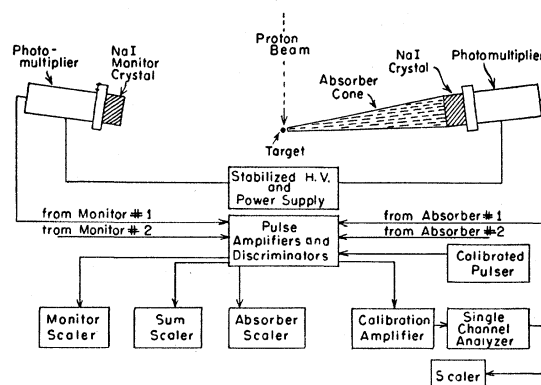 Photo-
multiplier
NaI
Monitor
Crystal
Proton
Beam
Absorber
Cone
NaI
Crystal
Photomultiplier
Target
Stabilized H.V.
and
Power Supply
from Monitor #1
from Monitor #2
Pulse
Amplifiers and
Discriminators
from Absorber #1
from Absorber #2
Calibrated
Pulser
Monitor
Scaler
Sum
Scaler
Absorber
Scaler
Calibration
Amplifier
Single
Channel
Analyzer
Scaler